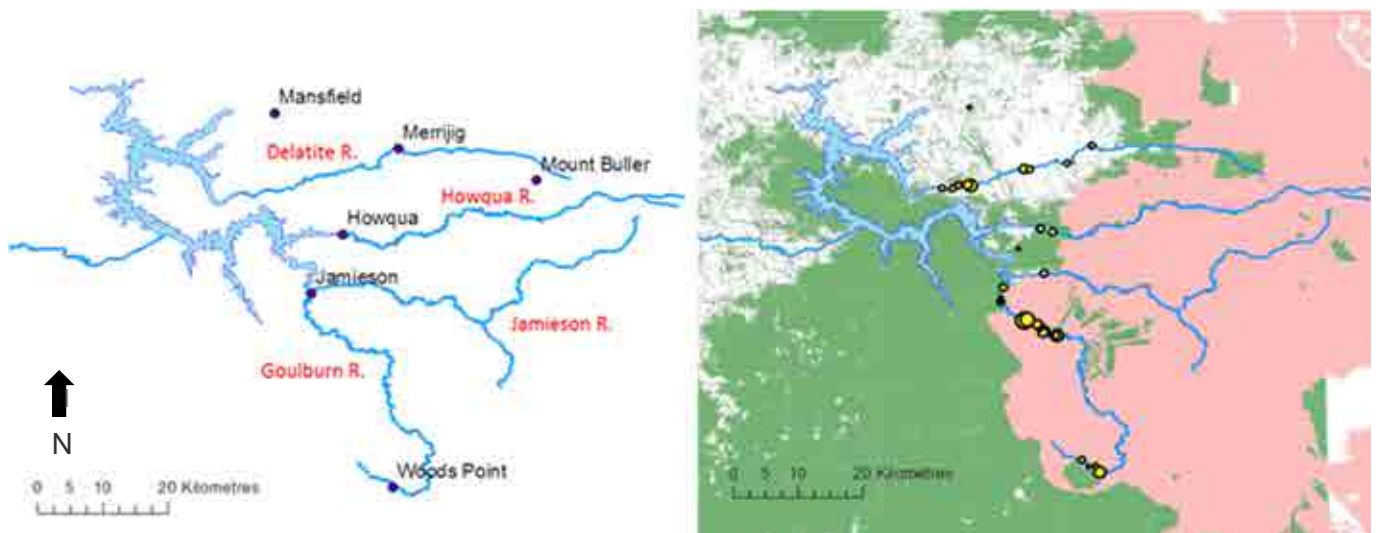 Mansfield
Merrijig
Delatite R.
Mount Buller
Howqua R.
Howqua
Jamieson
Jamieson R.
Goulburn R.
N
Woods Point
0 5 10 20 Kilometres
0 5 10 20 Kilometres